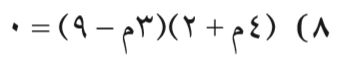 ٨) (٤م + ٢)(٣م − ٩) = ٠